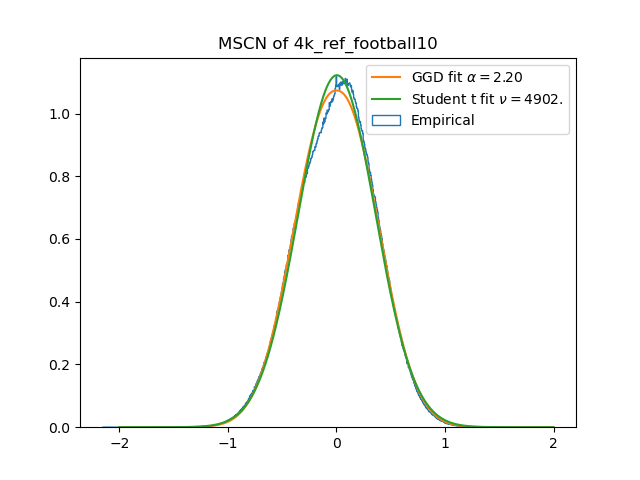 MSCN of 4k_ref_football10
GGD fit α = 2.20
Student t fit ν = 4902.
Empirical
1.0
0.8
0.6
0.4
0.2
0.0
−2 −1 0 1 2